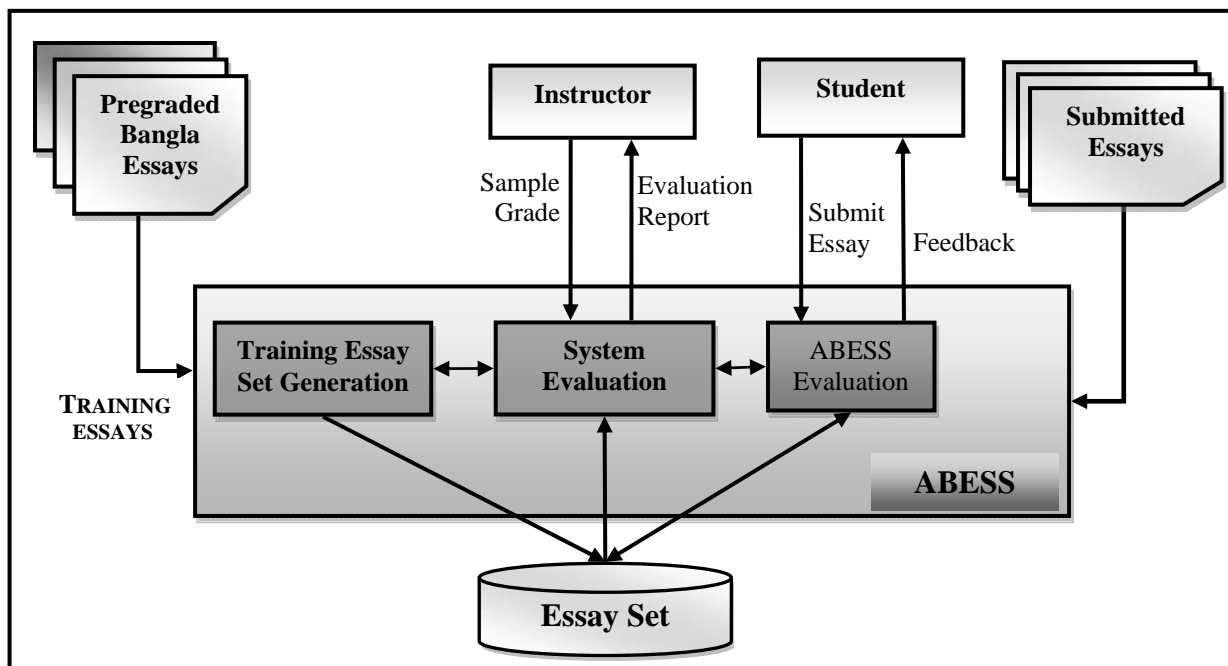 Pregraded
Bangla
Essays
Instructor
Student
Submitted
Essays
Sample
Grade
Evaluation
Report
Submit
Essay
Feedback
TRAINING
ESSAYS
Training Essay
Set Generation
System
Evaluation
ABESS
Evaluation
ABESS
Essay Set